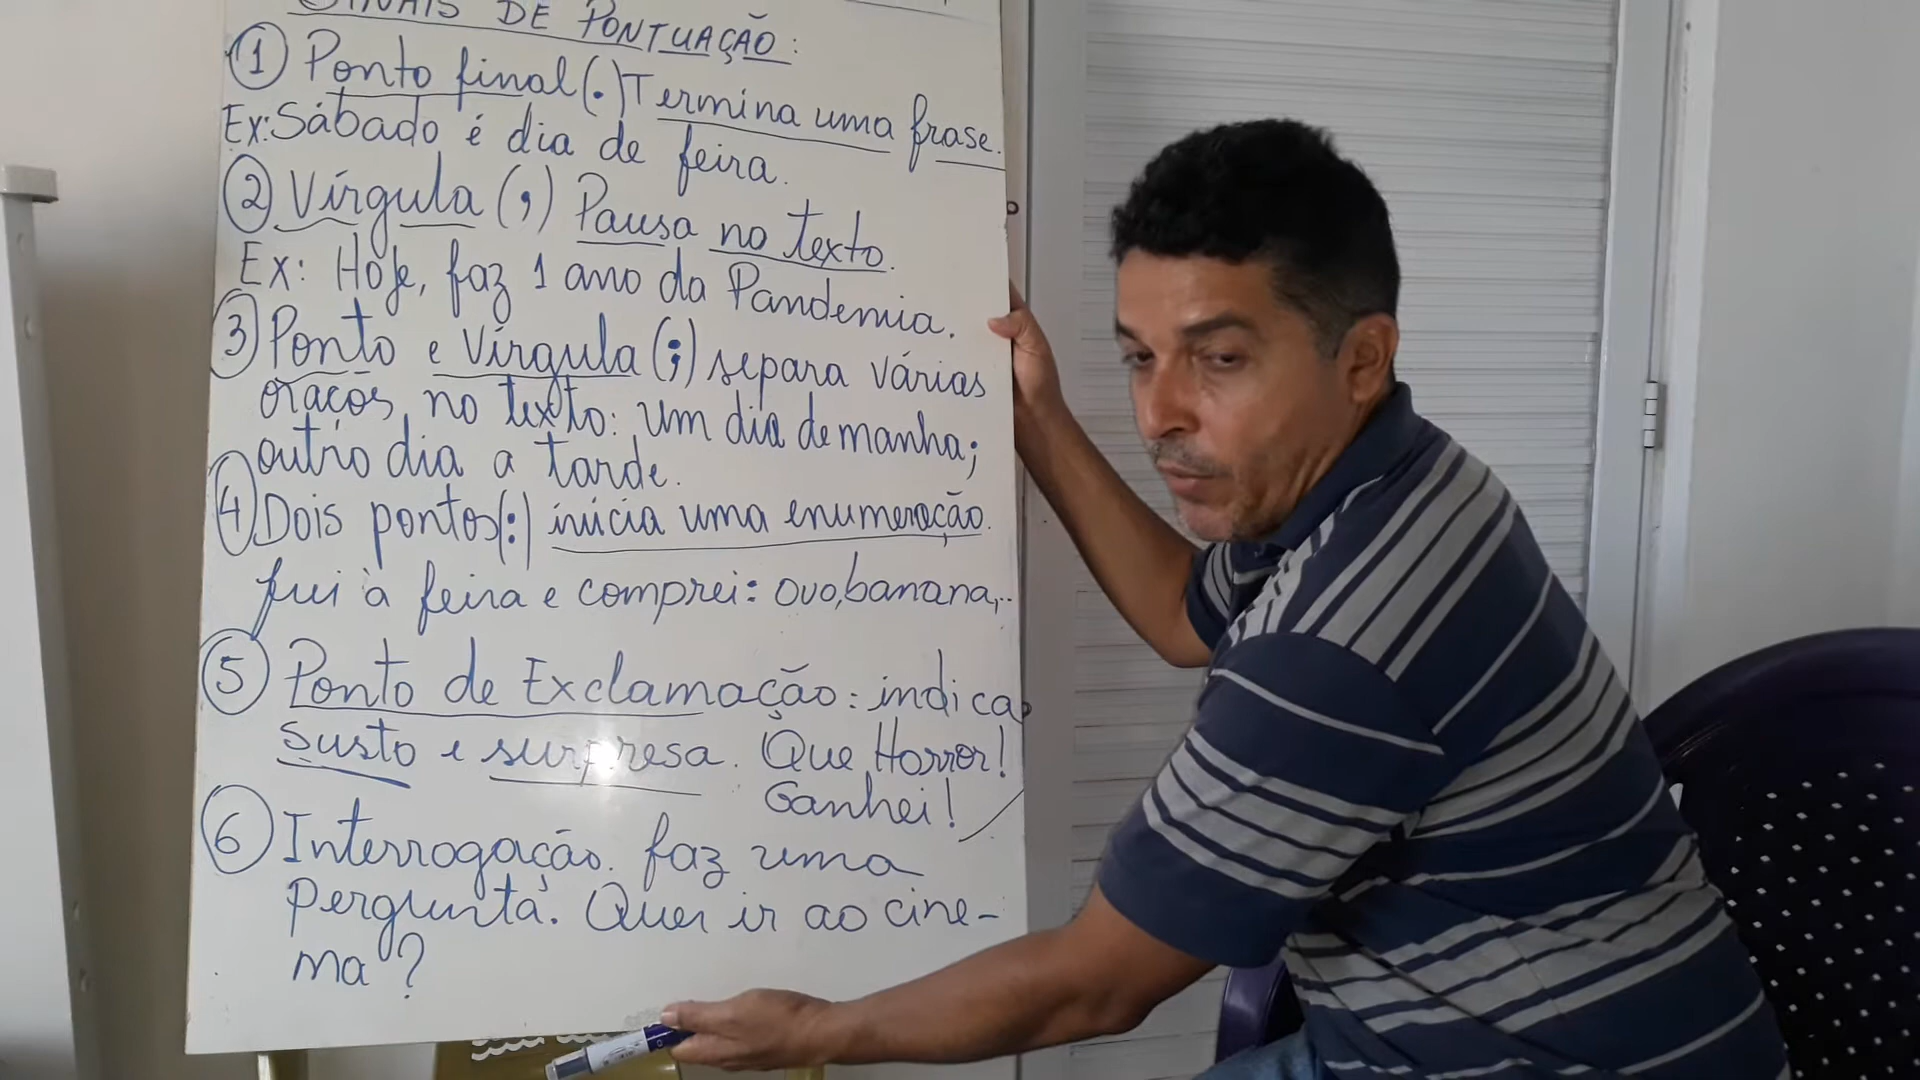 SINAIS DE PONTUAÇÃO:
1 Ponto final (.) Termina uma frase.
Ex: Sábado é dia de feira.
2 Vírgula (,) Pausa no texto.
Ex: Hoje, faz 1 ano da Pandemia.
3 Ponto e Vírgula (;) separa várias
oraços no texto: um dia de manha;
outro dia a tarde.
4 Dois pontos (:) inicia uma enumeração.
fui à feira e comprei: ovo, banana,..
5 Ponto de Exclamação: indica
susto e surpresa. Que Horror!
Ganhei!
6 Interrogação. faz uma
pergunta. Quer ir ao cine-
ma?